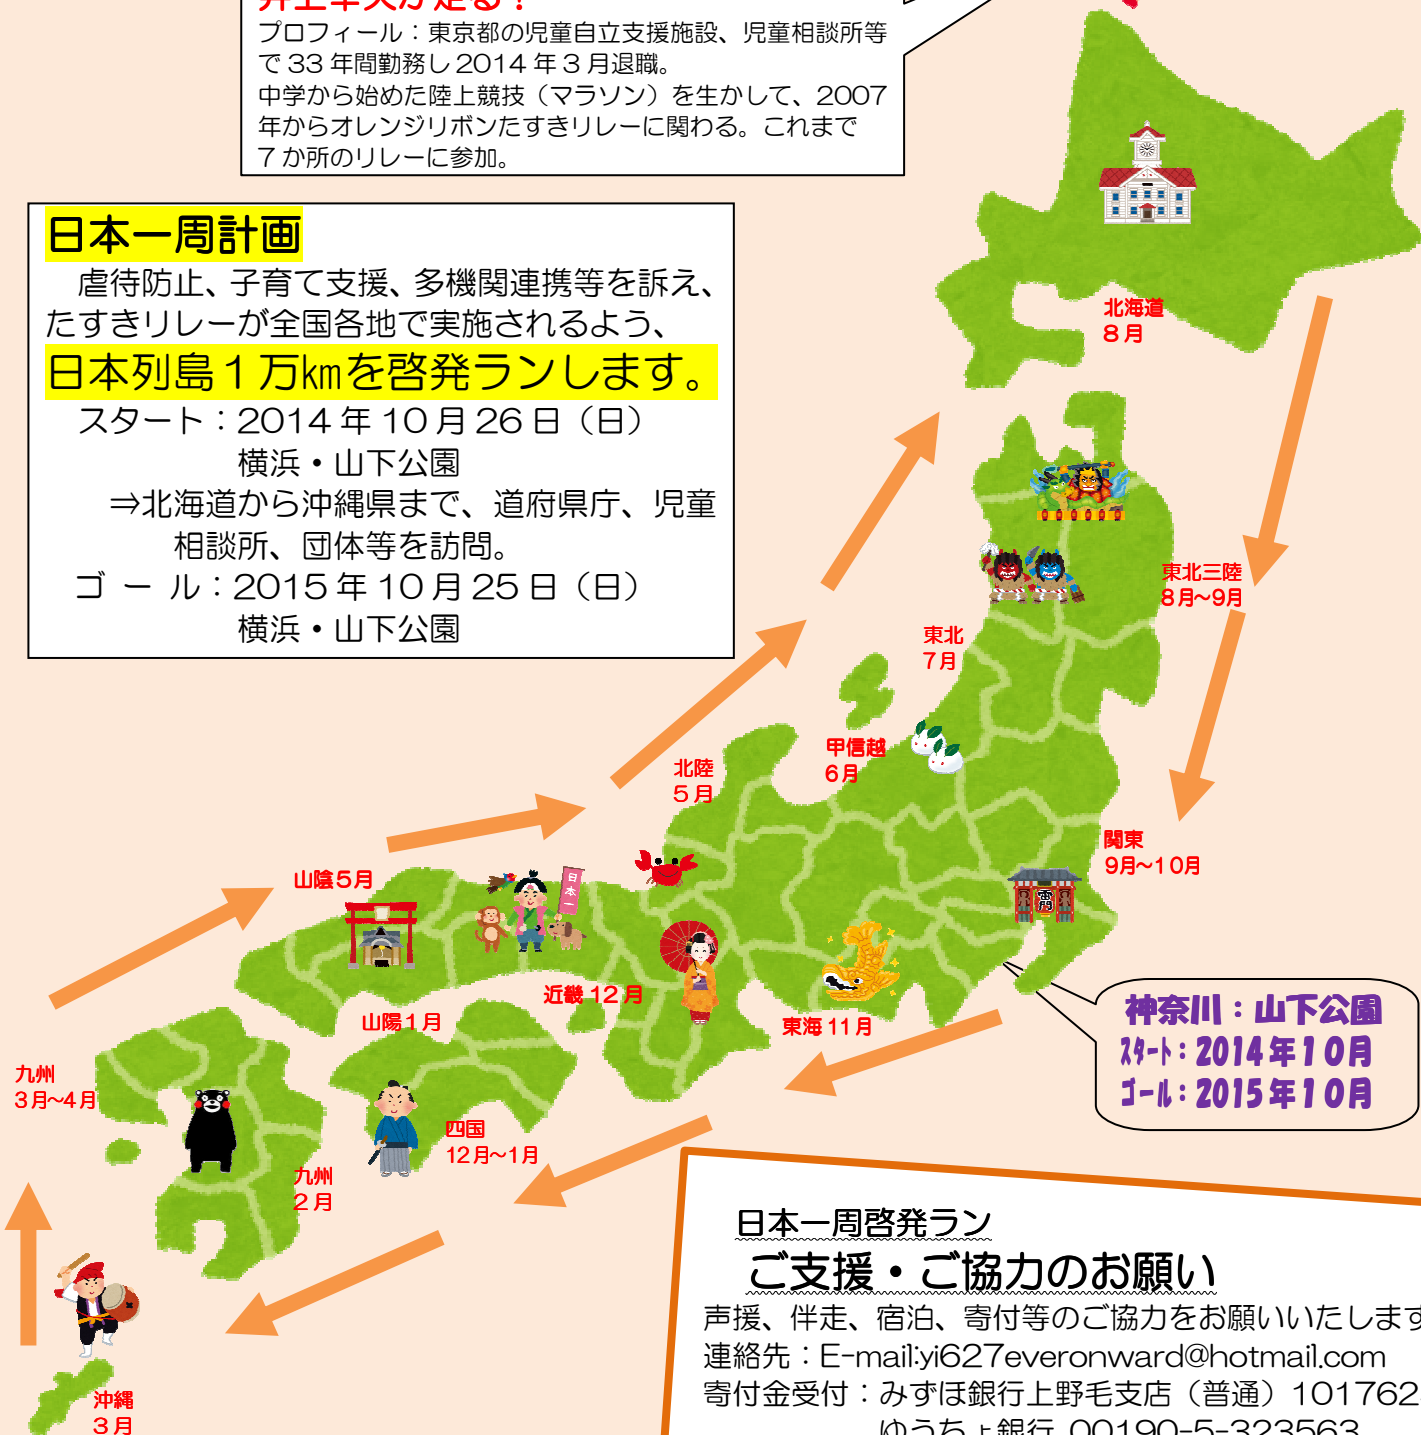 が走る！
プロフィール：東京都の児童自立支援施設、児童相談所等
で33年間勤務し2014年3月退職。
中学から始めた陸上競技（マラソン）を生かして、2007
年からオレンジリボンたすきリレーに関わる。これまで
7か所のリレーに参加。
日本一周計画
虐待防止、子育て支援、多機関連携等を訴え、
たすきリレーが全国各地で実施されるよう、
日本列島１万㎞を啓発ランします。
スタート：2014年10月26日（日）
横浜・山下公園
⇒北海道から沖縄県まで、道府県庁、児童
相談所、団体等を訪問。
ゴール：2015年10月25日（日）
横浜・山下公園
北海道
8月
東北三陸
8月～9月
東北
7月
甲信越
6月
北陸
5月
関東
9月～10月
山陰5月
日本一
雷門
近畿12月
山陽1月
東海11月
神奈川：山下公園
ｽﾀｰﾄ：2014年10月
ｺﾞｰﾙ：2015年10月
九州
3月～4月
四国
12月～1月
九州
2月
沖縄
3月
日本一周啓発ラン
ご支援・ご協力のお願い
声援、伴走、宿泊、寄付等のご協力をお願いいたします
連絡先：E-mail:yi627everonward@hotmail.com
寄付金受付：みずほ銀行上野毛支店（普通）101762
ゆうちょ銀行 00190-5-323563